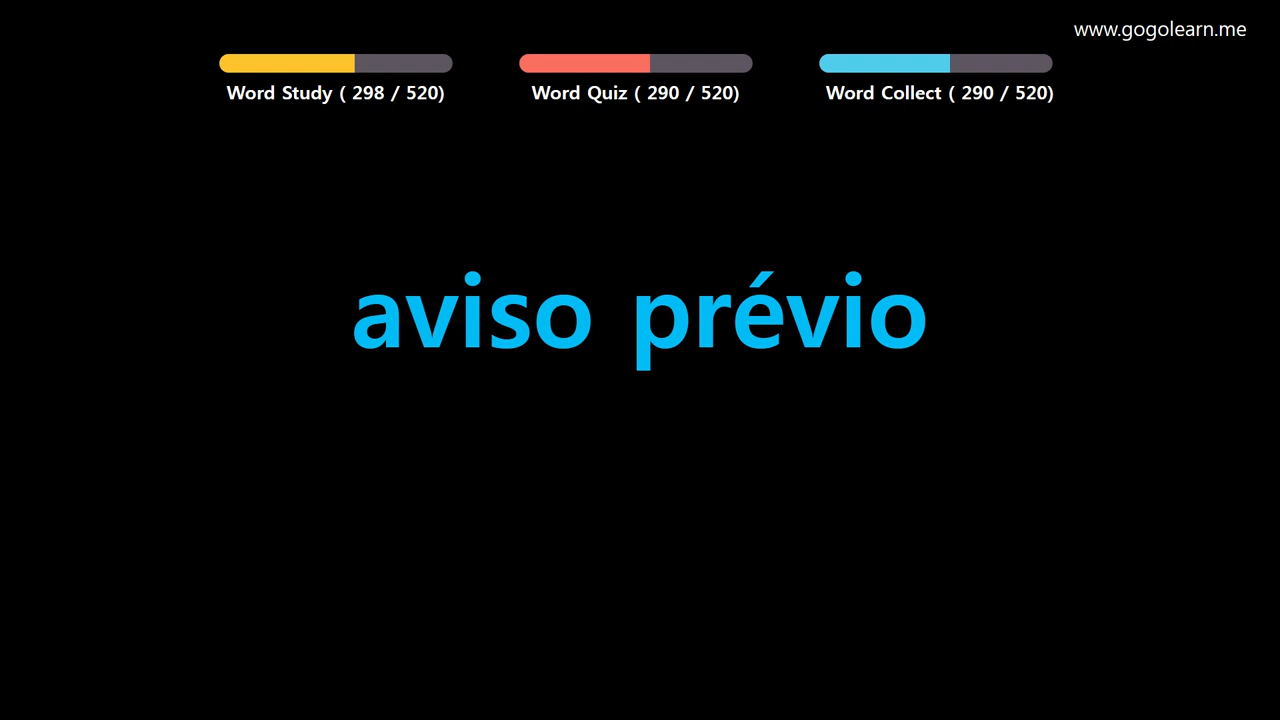 www.gogolearn.me
Word Study ( 298 / 520)
Word Quiz ( 290 / 520)
Word Collect ( 290 / 520)
aviso prévio